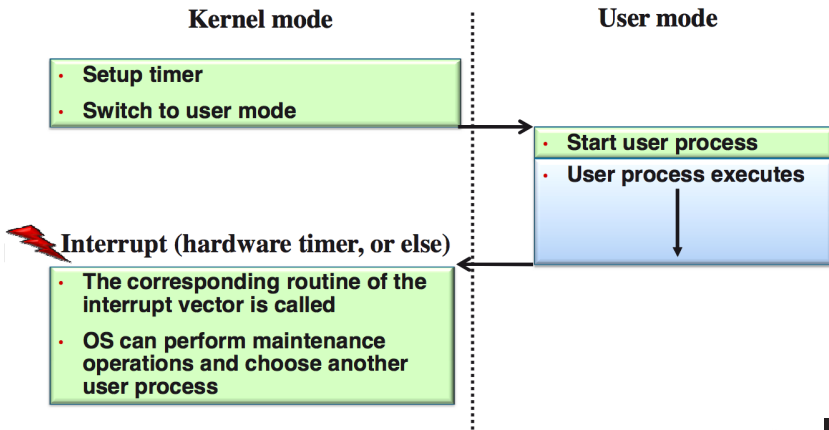 Kernel mode
User mode
• Setup timer
• Switch to user mode
• Start user process
• User process executes
Interrupt (hardware timer, or else)
• The corresponding routine of the
interrupt vector is called
• OS can perform maintenance
operations and choose another
user process